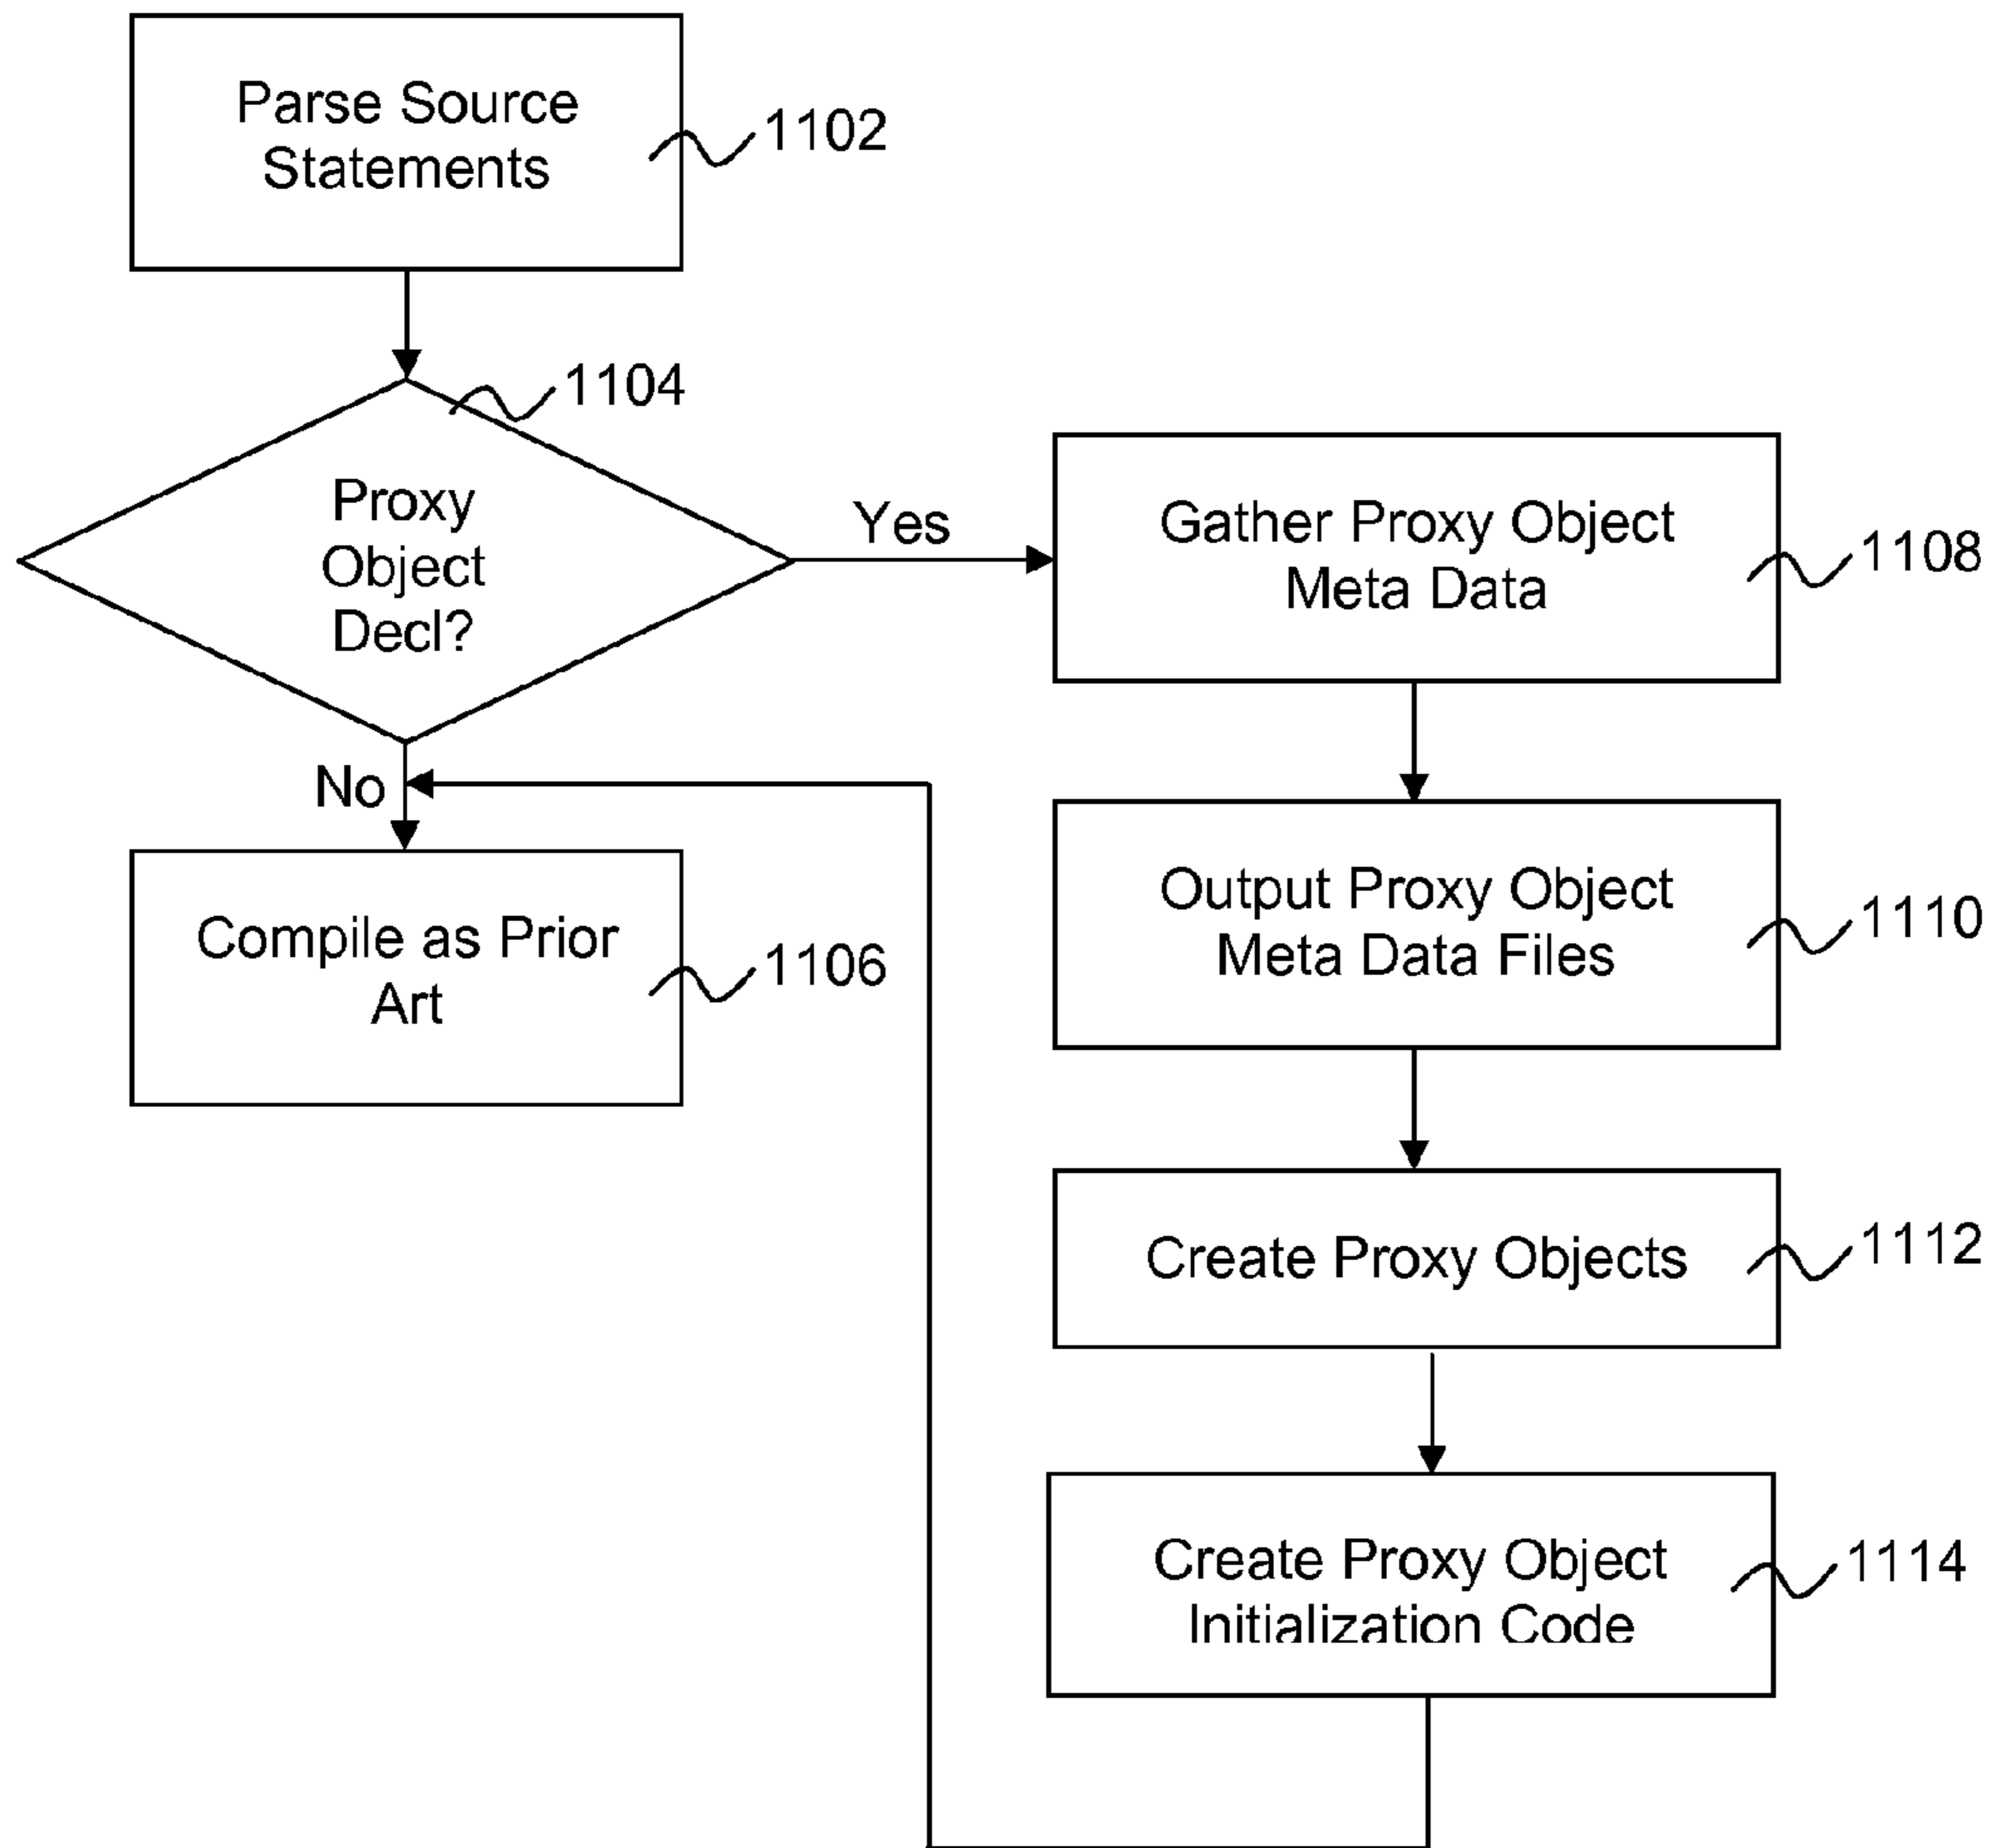 Parse Source
Statements
1102
1104
Proxy
Object
Decl?
Yes
No
Compile as Prior
Art
1106
Gather Proxy Object
Meta Data
1108
Output Proxy Object
Meta Data Files
1110
Create Proxy Objects
1112
Create Proxy Object
Initialization Code
1114